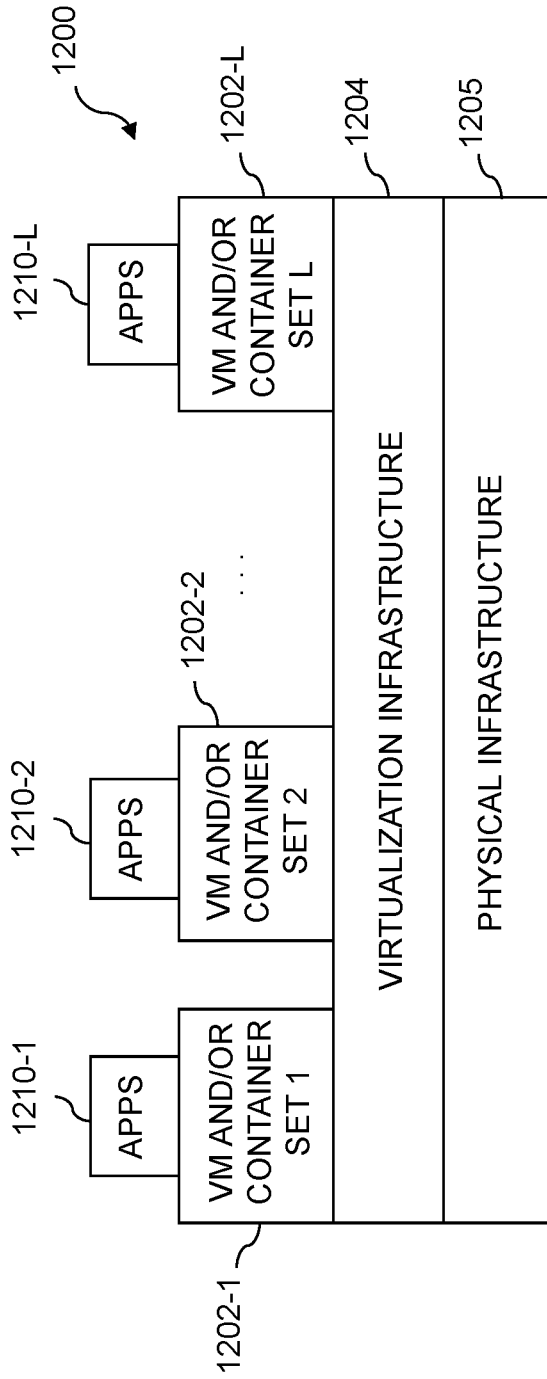 1200
1210-1
1210-2
1210-L
APPS
APPS
APPS
1202-1
VM AND/OR
CONTAINER
SET 1
VM AND/OR
CONTAINER
SET 2
1202-2
. . .
VM AND/OR
CONTAINER
SET L
1202-L
VIRTUALIZATION INFRASTRUCTURE
1204
PHYSICAL INFRASTRUCTURE
1205